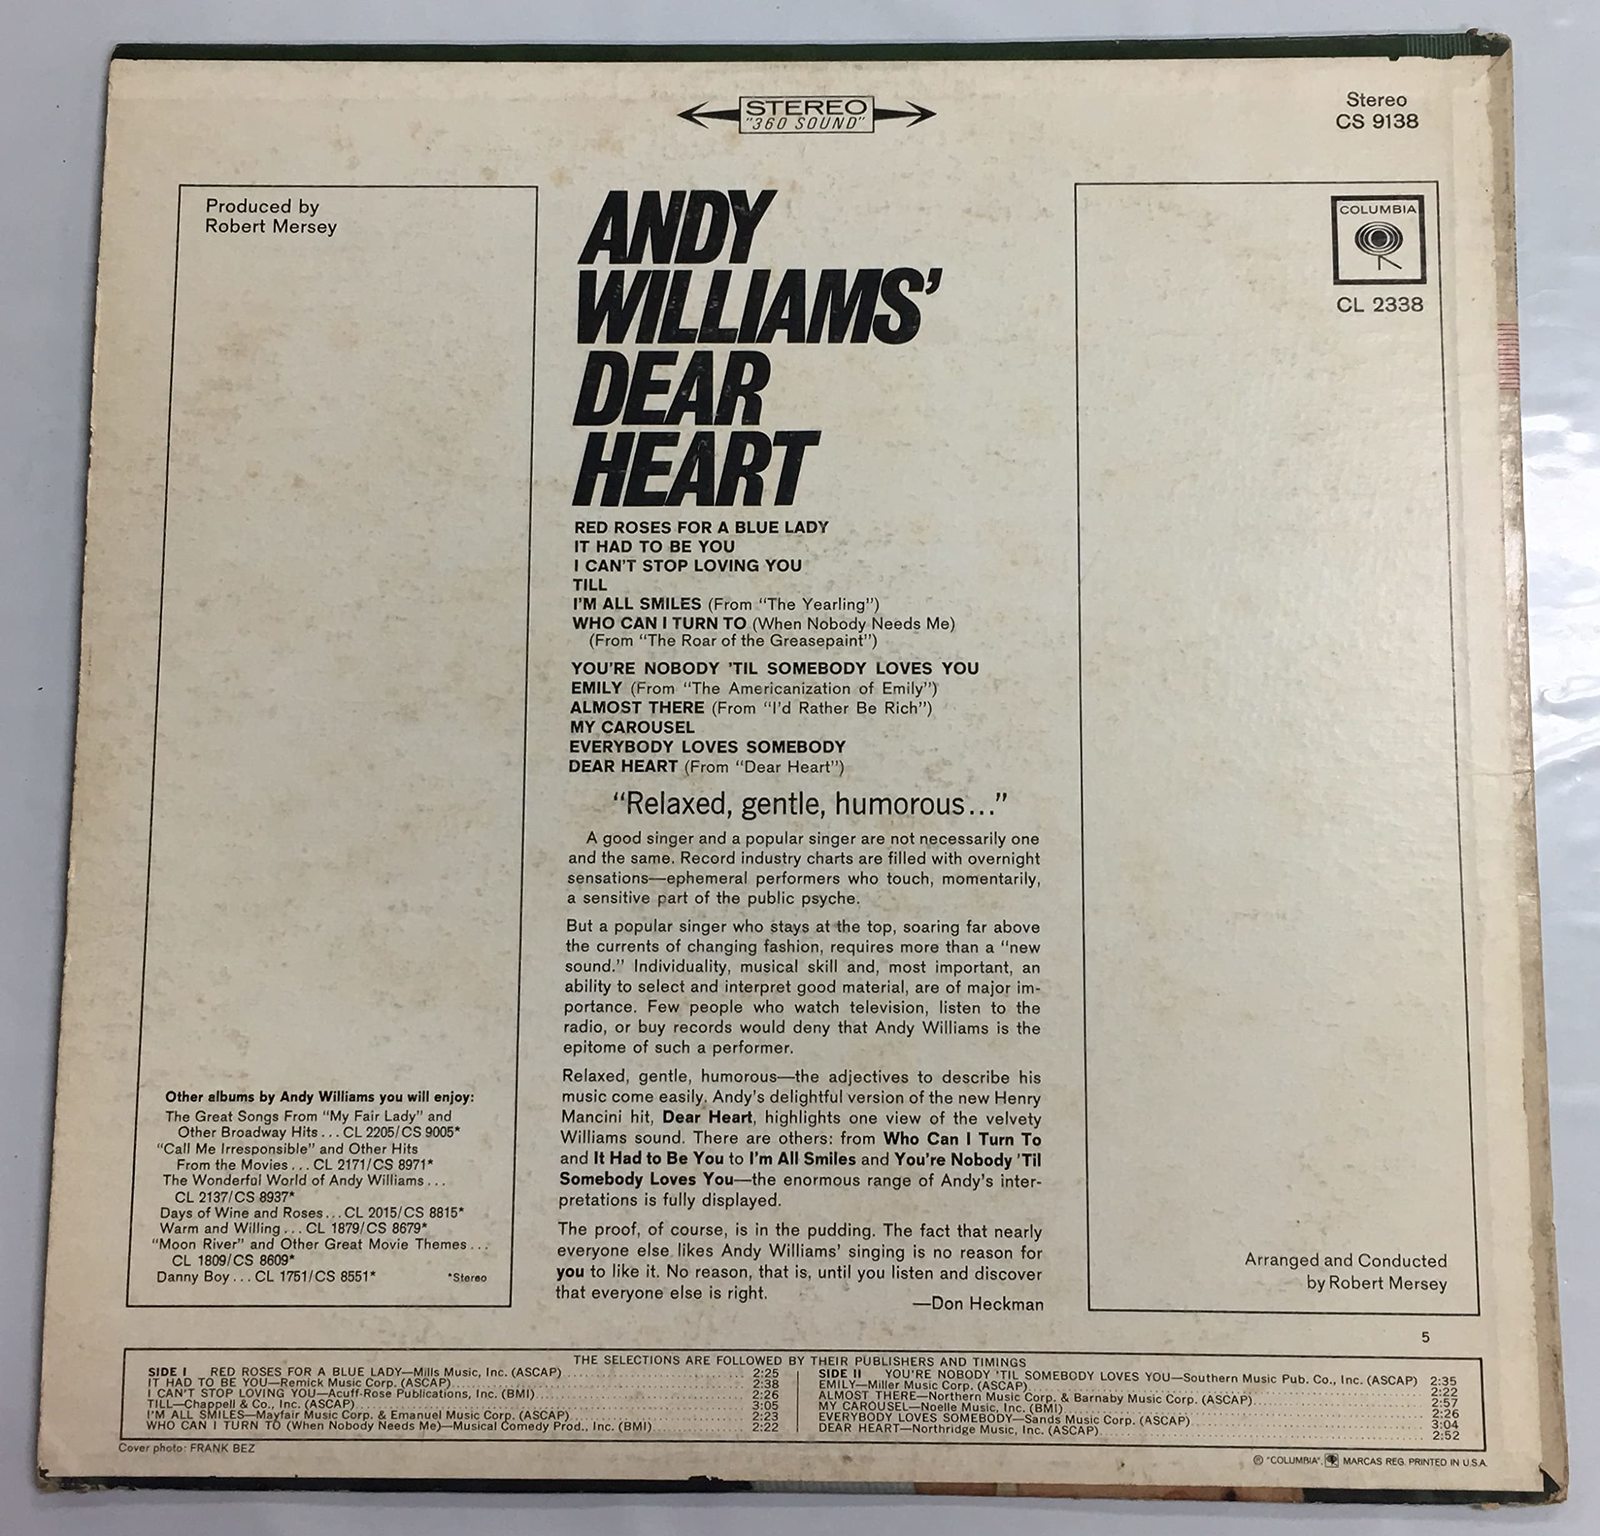 STEREO
"360 SOUND"
Stereo
CS 9138
Produced by
Robert Mersey
COLUMBIA
CL 2338
ANDY
WILLIAMS'
DEAR
HEART
RED ROSES FOR A BLUE LADY
IT HAD TO BE YOU
I CAN'T STOP LOVING YOU
TILL
I'M ALL SMILES (From "The Yearling")
WHO CAN I TURN TO (When Nobody Needs Me)
(From "The Roar of the Greasepaint")
YOU'RE NOBODY 'TIL SOMEBODY LOVES YOU
EMILY (From "The Americanization of Emily")
ALMOST THERE (From "I'd Rather Be Rich")
MY CAROUSEL
EVERYBODY LOVES SOMEBODY
DEAR HEART (From "Dear Heart")
"Relaxed, gentle, humorous..."
A good singer and a popular singer are not necessarily one
and the same. Record industry charts are filled with overnight
sensations—ephemeral performers who touch, momentarily,
a sensitive part of the public psyche.
But a popular singer who stays at the top, soaring far above
the currents of changing fashion, requires more than a "new
sound." Individuality, musical skill and, most important, an
ability to select and interpret good material, are of major im-
portance. Few people who watch television, listen to the
radio, or buy records would deny that Andy Williams is the
epitome of such a performer.
Relaxed, gentle, humorous—the adjectives to describe his
music come easily. Andy's delightful version of the new Henry
Mancini hit, Dear Heart, highlights one view of the velvety
Williams sound. There are others: from Who Can I Turn To
and It Had to Be You to I'm All Smiles and You're Nobody 'Til
Somebody Loves You—the enormous range of Andy's inter-
pretations is fully displayed.
The proof, of course, is in the pudding. The fact that nearly
everyone else likes Andy Williams' singing is no reason for
you to like it. No reason, that is, until you listen and discover
that everyone else is right.
—Don Heckman
Other albums by Andy Williams you will enjoy:
The Great Songs From "My Fair Lady" and
Other Broadway Hits... CL 2205/CS 9005*
"Call Me Irresponsible" and Other Hits
From the Movies... CL 2171/CS 8971*
The Wonderful World of Andy Williams...
CL 2137/CS 8937*
Days of Wine and Roses... CL 2015/CS 8815*
Warm and Willing... CL 1879/CS 8679*
"Moon River" and Other Great Movie Themes...
CL 1809/CS 8609*
Danny Boy... CL 1751/CS 8551* *Stereo
Arranged and Conducted
by Robert Mersey
5
THE SELECTIONS ARE FOLLOWED BY THEIR PUBLISHERS AND TIMINGS
SIDE I RED ROSES FOR A BLUE LADY—Mills Music, Inc. (ASCAP) 2:25
IT HAD TO BE YOU—Remick Music Corp. (ASCAP) 2:38
I CAN'T STOP LOVING YOU—Acuff-Rose Publications, Inc. (BMI) 2:26
TILL—Chappell & Co., Inc. (ASCAP) 3:05
I'M ALL SMILES—Mayfair Music Corp. & Emanuel Music Corp. (ASCAP) 2:23
WHO CAN I TURN TO (When Nobody Needs Me)—Musical Comedy Prod., Inc. (BMI) 2:22
SIDE II YOU'RE NOBODY 'TIL SOMEBODY LOVES YOU—Southern Music Pub. Co., Inc. (ASCAP) 2:35
EMILY—Miller Music Corp. (ASCAP) 2:22
ALMOST THERE—Northern Music Corp. & Barnaby Music Corp. (ASCAP) 2:57
MY CAROUSEL—Noelle Music, Inc. (BMI) 2:26
EVERYBODY LOVES SOMEBODY—Sands Music Corp. (ASCAP) 3:04
DEAR HEART—Northridge Music, Inc. (ASCAP) 2:52
Cover photo: FRANK BEZ
® "COLUMBIA", MARCAS REG. PRINTED IN U.S.A.